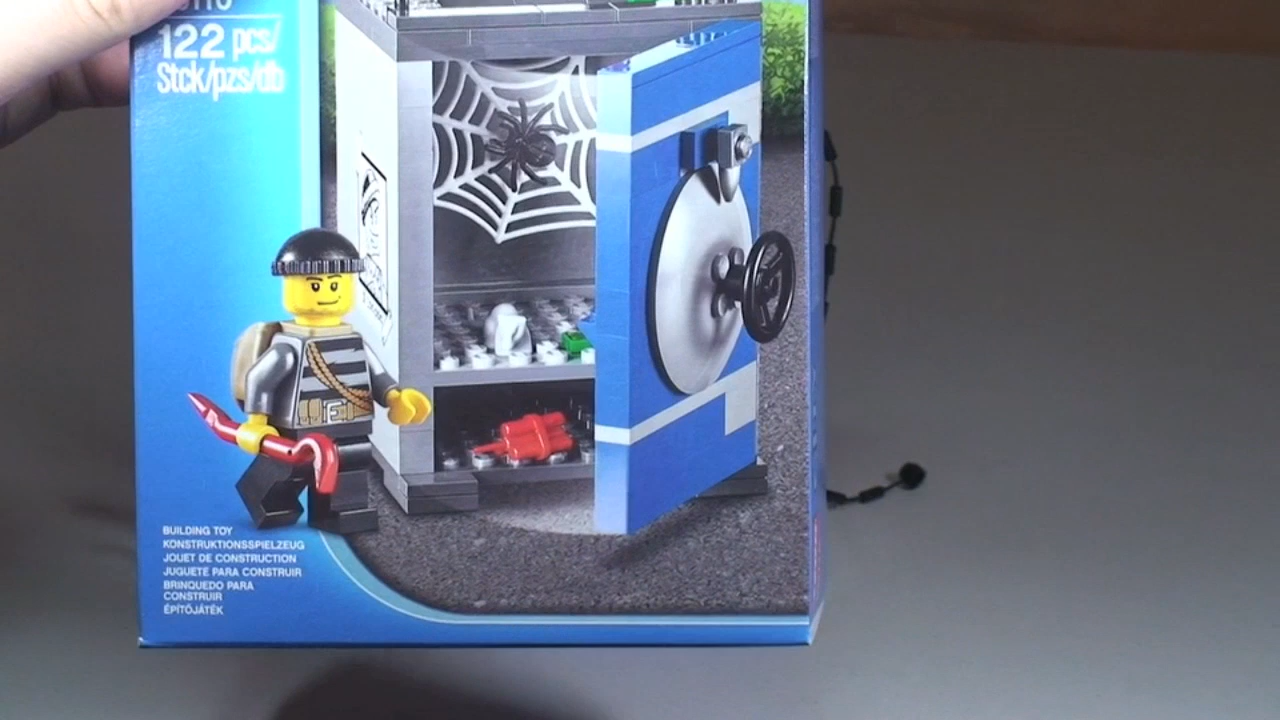 122 pcs/
Stck/pzs/db
BUILDING TOY
KONSTRUKTIONSSPIELZEUG
JOUET DE CONSTRUCTION
JUGUETE PARA CONSTRUIR
BRINQUEDO PARA
CONSTRUIR
ÉPÍTŐJÁTÉK